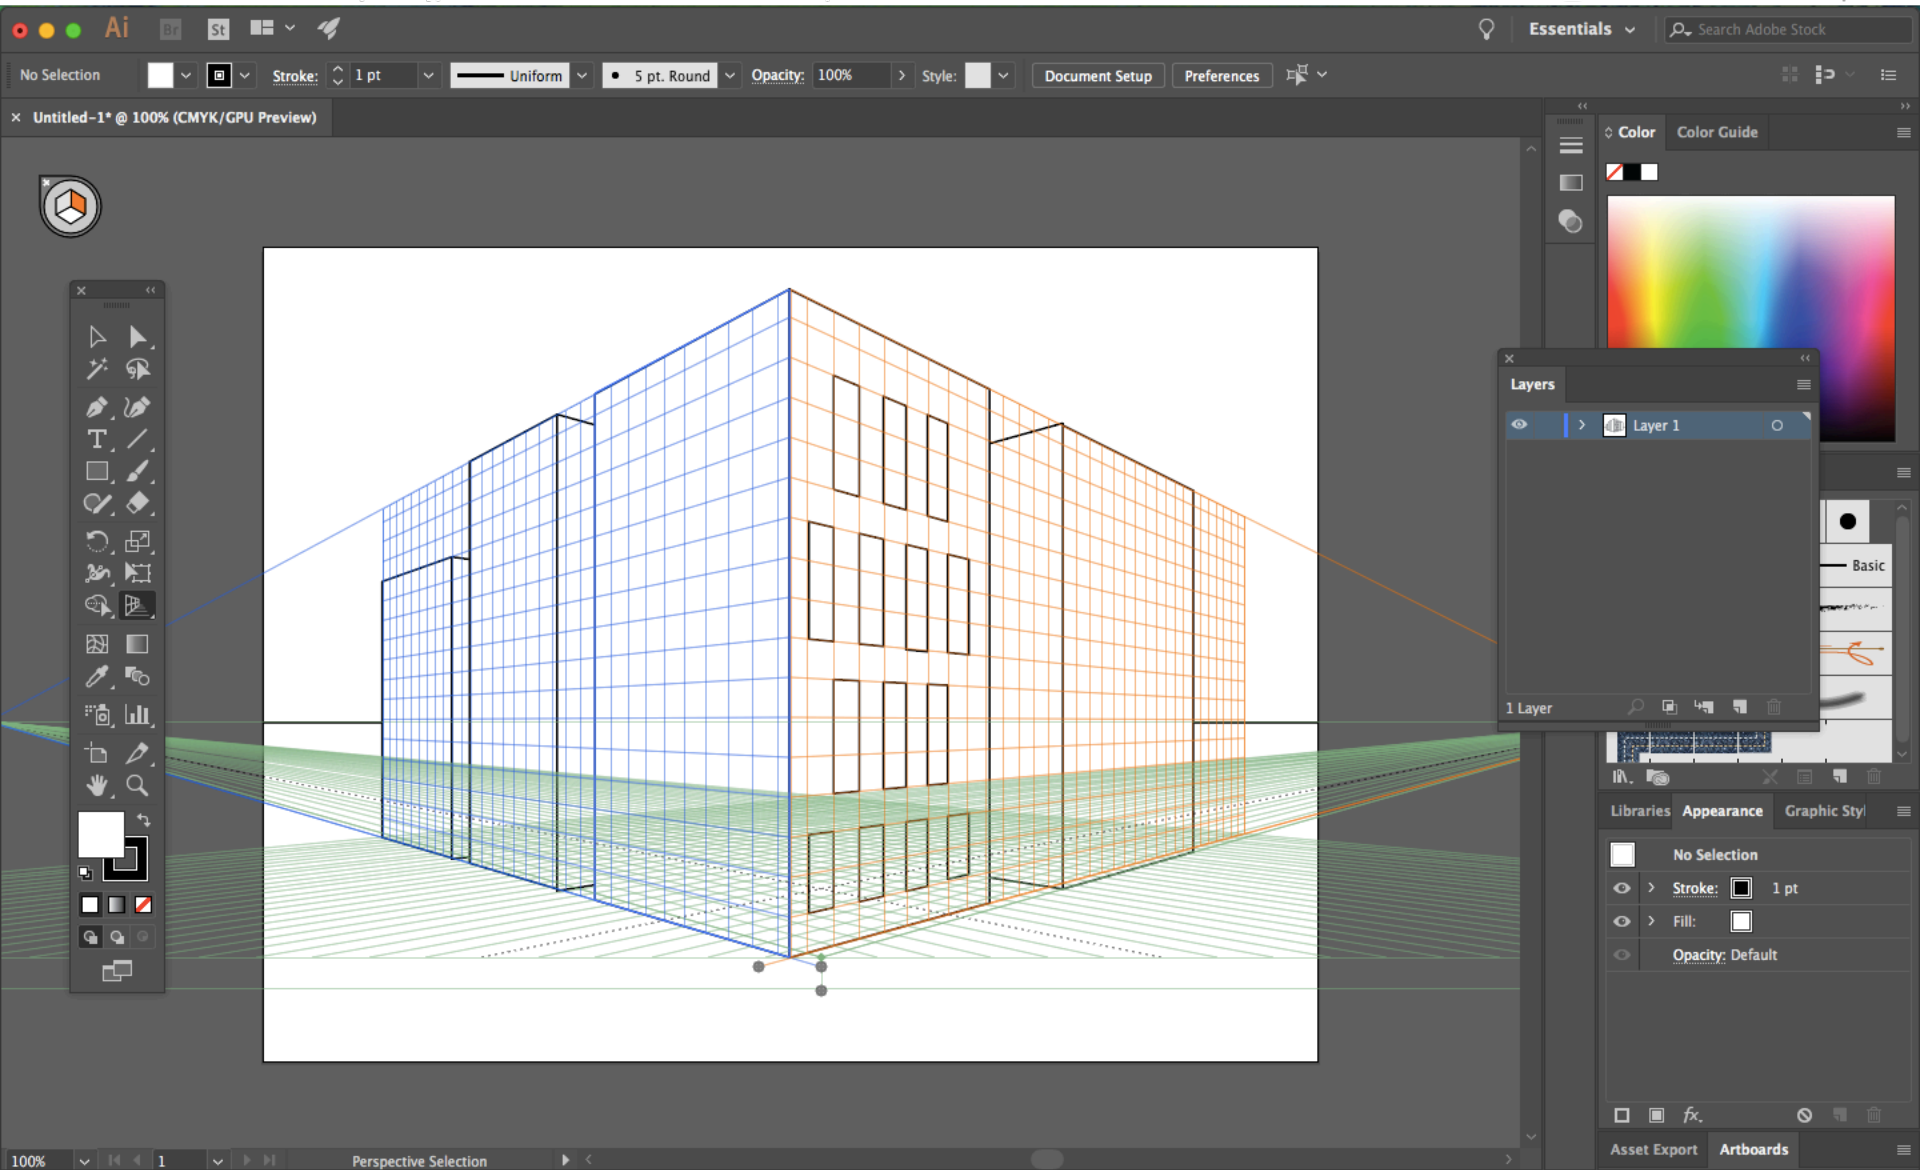 Ai Br St Essentials Search Adobe Stock
No Selection Stroke: 1 pt Uniform 5 pt. Round Opacity: 100% Style: Document Setup Preferences
Untitled-1* @ 100% (CMYK/GPU Preview)
Color Color Guide
Layers
Layer 1
1 Layer
Basic
Libraries Appearance Graphic Styl
No Selection
Stroke: 1 pt
Fill:
Opacity: Default
fx.
Asset Export Artboards
100% 1 Perspective Selection